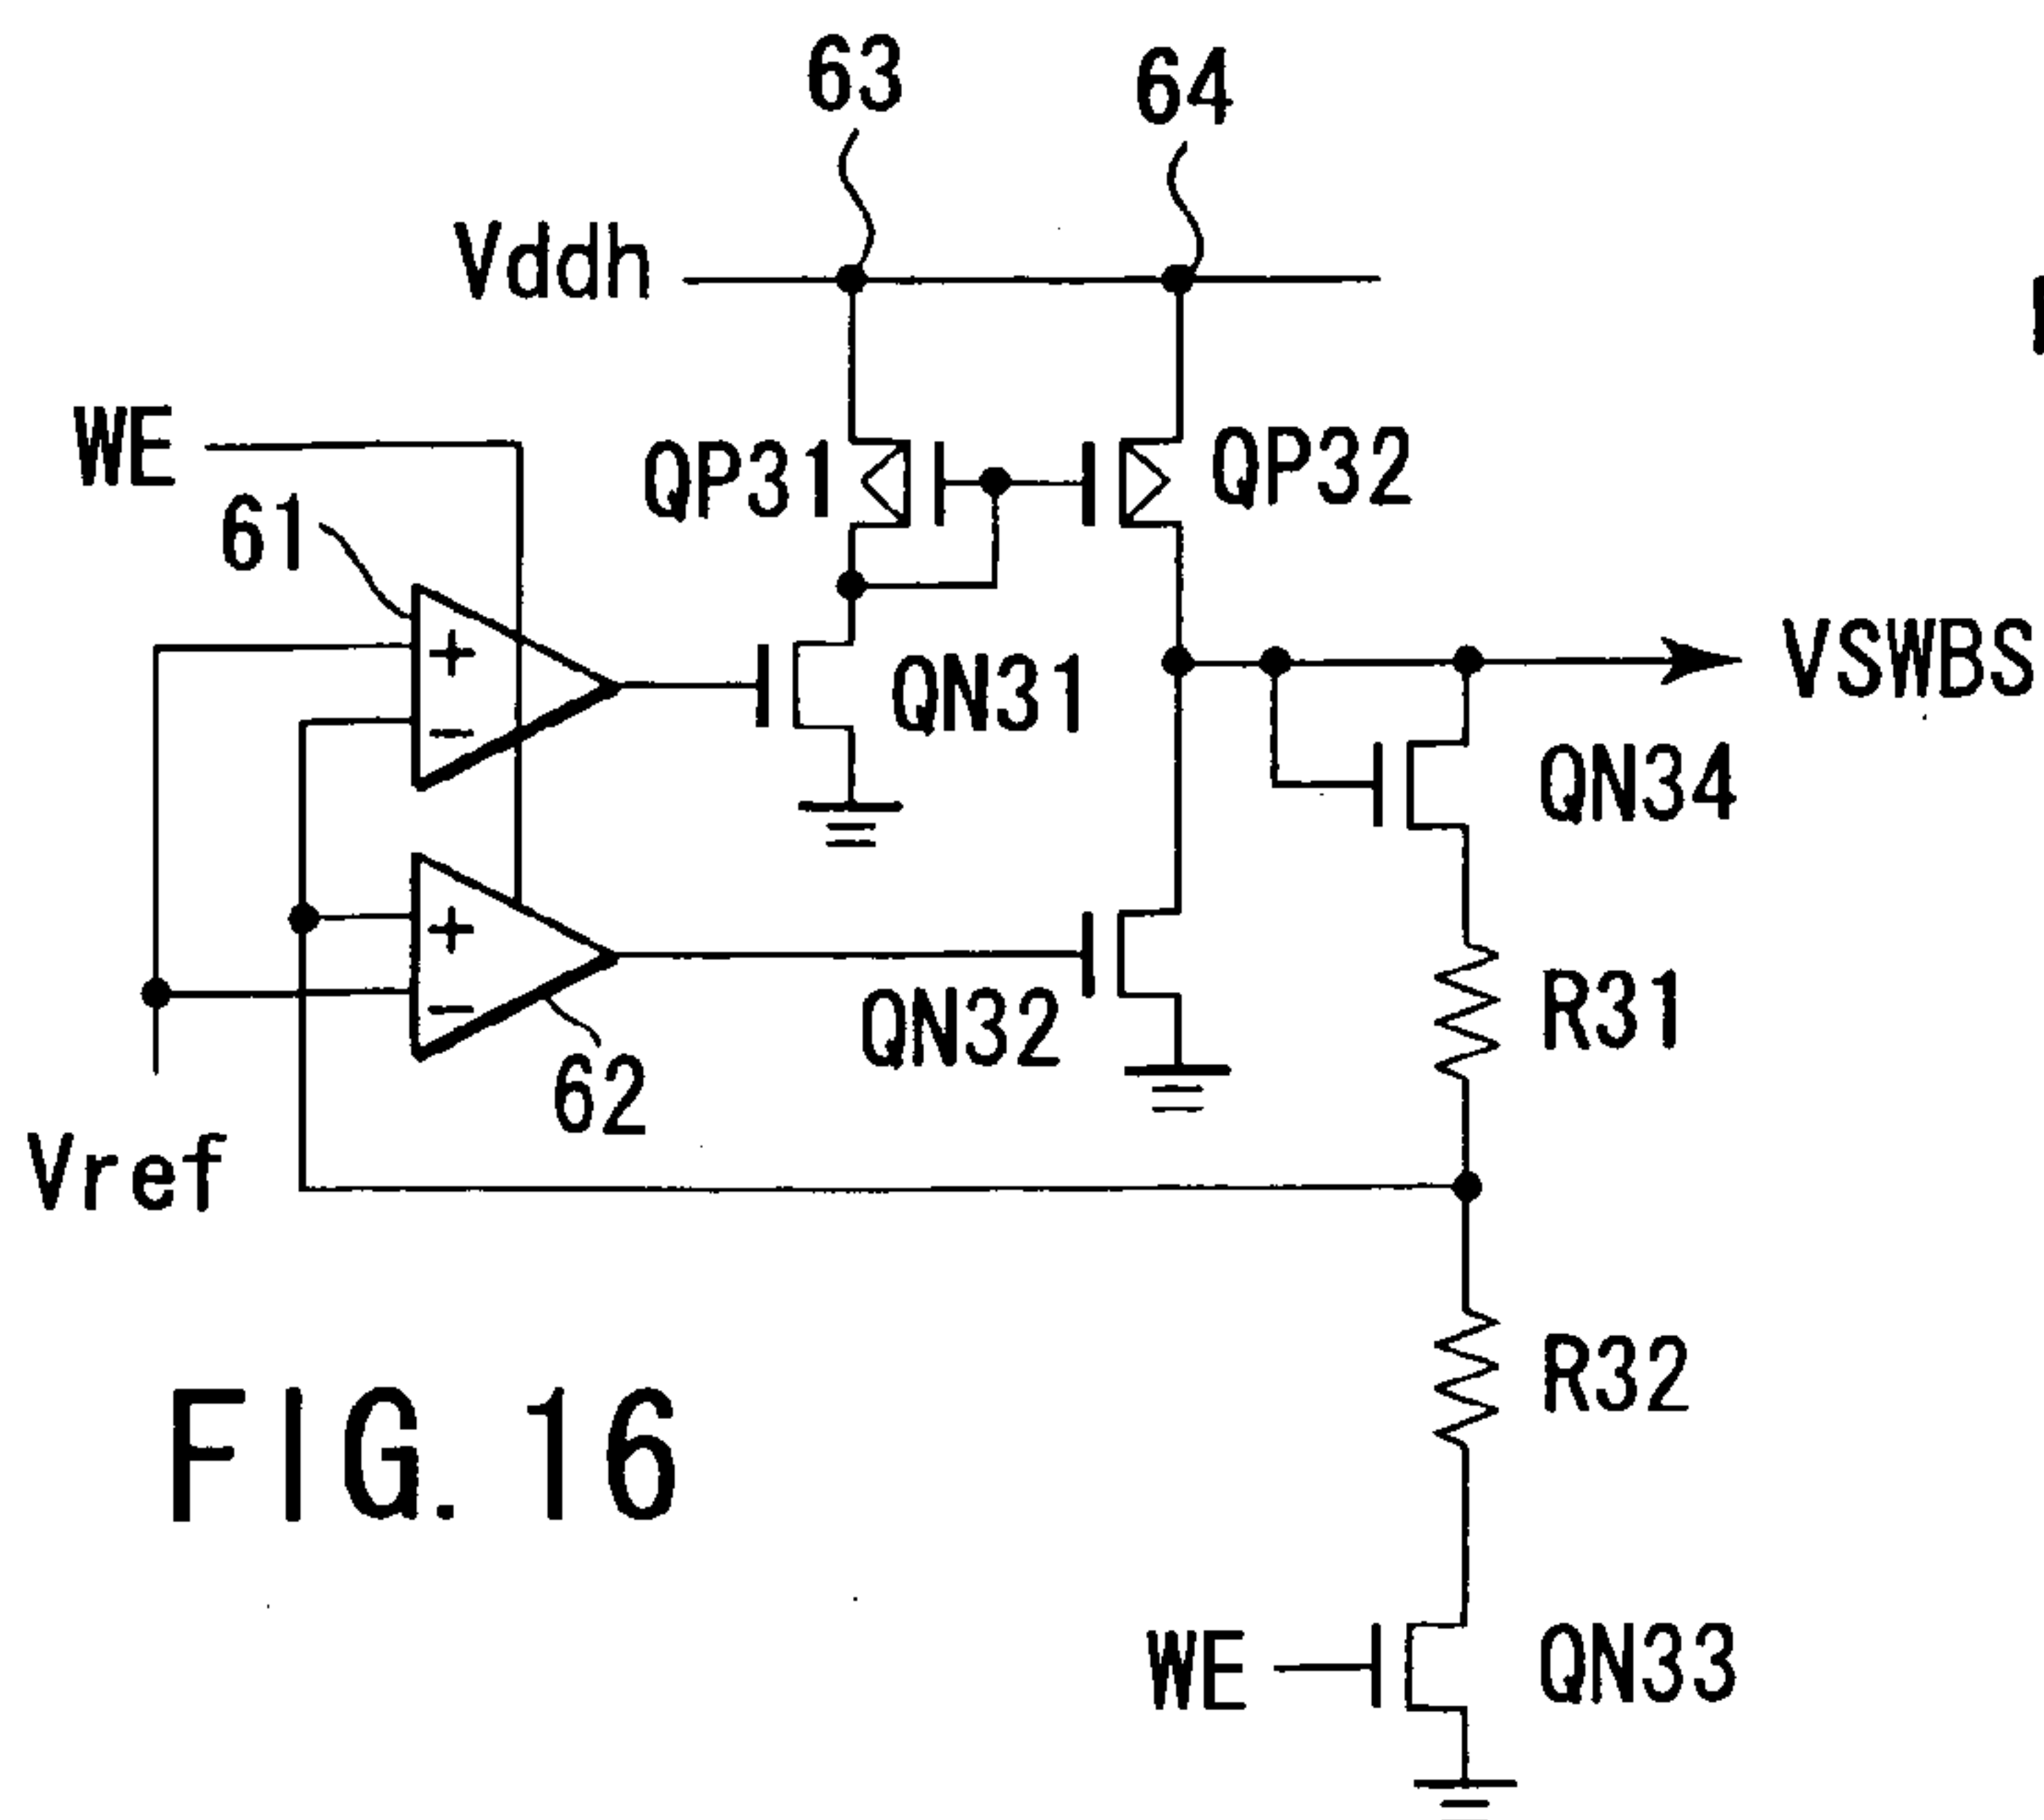 63
64
Vddh
WE
61
QP31
QP32
+
−
QN31
VSWBS
QN34
+
−
QN32
R31
62
Vref
R32
FIG. 16
WE
QN33